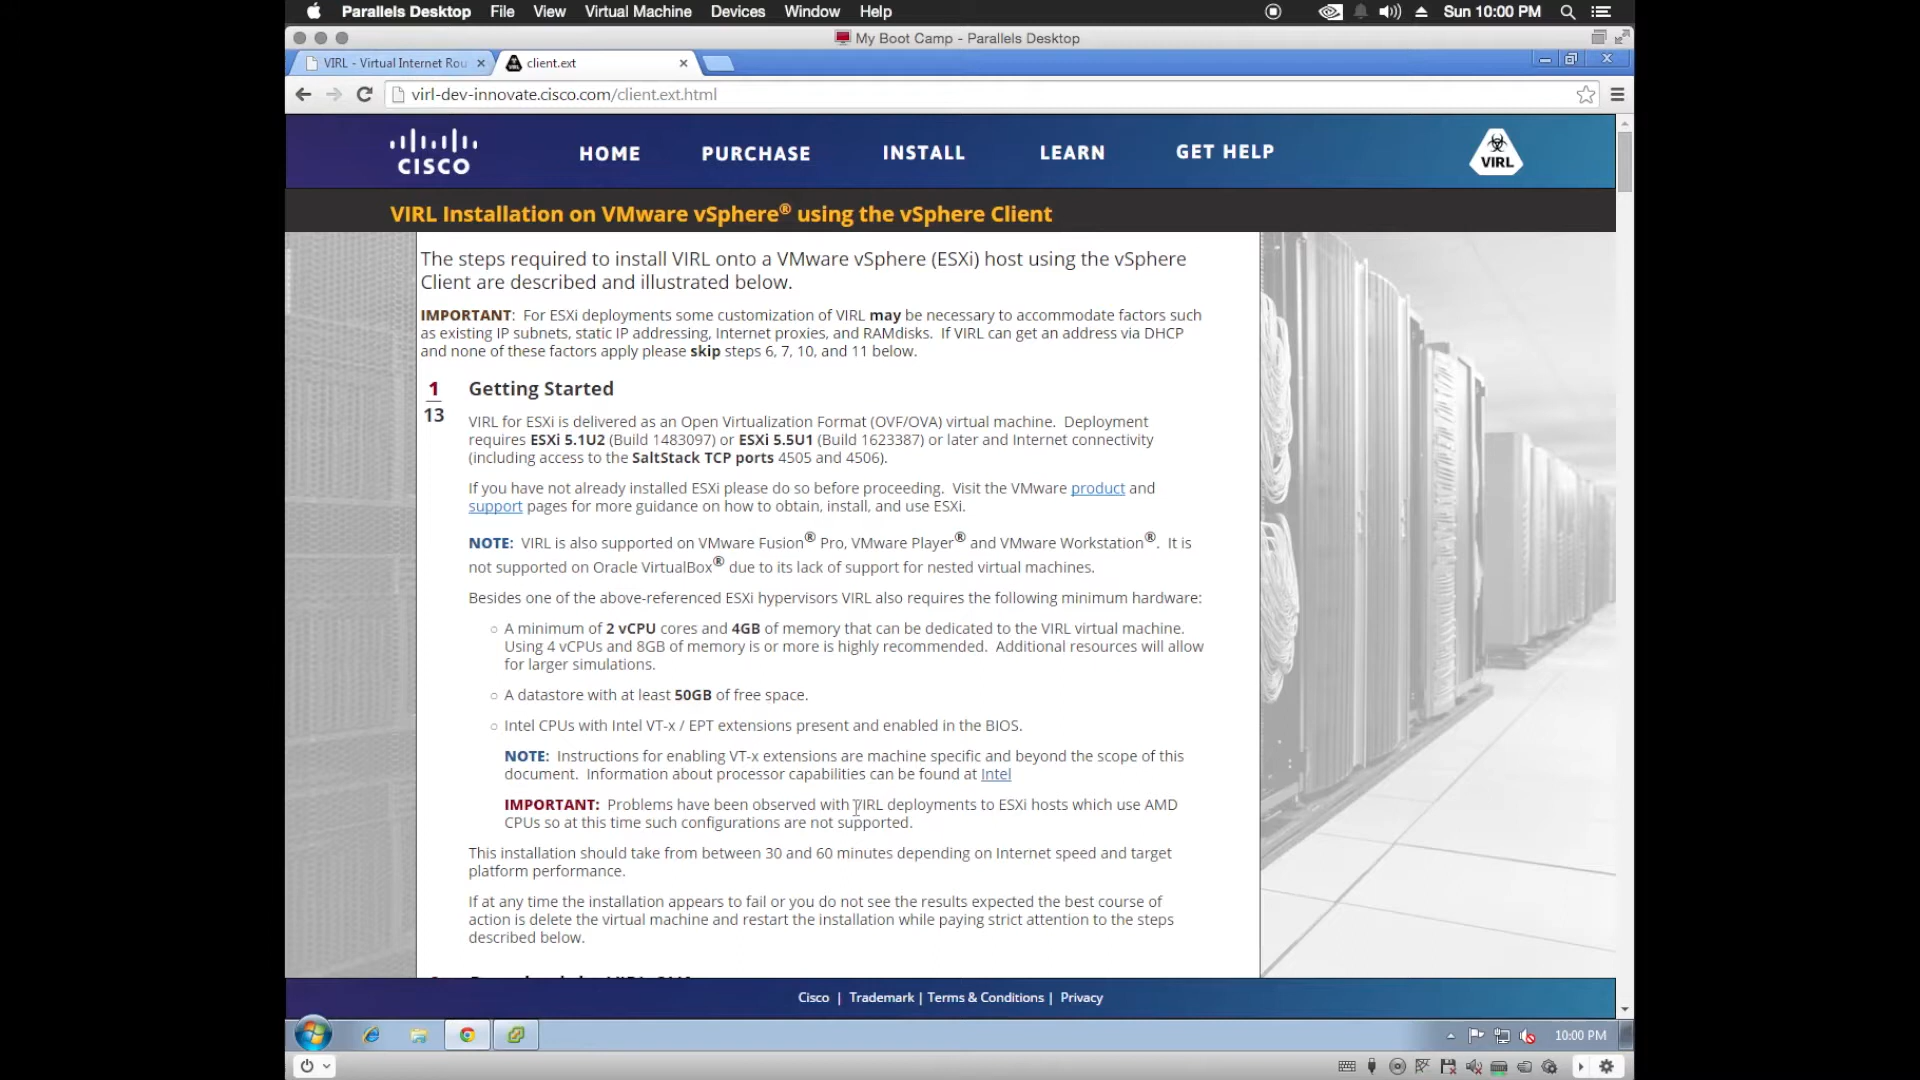 Parallels Desktop File View Virtual Machine Devices Window Help Sun 10:00 PM
My Boot Camp - Parallels Desktop
VIRL - Virtual Internet Rou client.ext
virl-dev-innovate.cisco.com/client.ext.html
CISCO HOME PURCHASE INSTALL LEARN GET HELP VIRL
VIRL Installation on VMware vSphere® using the vSphere Client
The steps required to install VIRL onto a VMware vSphere (ESXi) host using the vSphere
Client are described and illustrated below.
IMPORTANT: For ESXi deployments some customization of VIRL may be necessary to accommodate factors such
as existing IP subnets, static IP addressing, Internet proxies, and RAMdisks. If VIRL can get an address via DHCP
and none of these factors apply please skip steps 6, 7, 10, and 11 below.
1 Getting Started
13
VIRL for ESXi is delivered as an Open Virtualization Format (OVF/OVA) virtual machine. Deployment
requires ESXi 5.1U2 (Build 1483097) or ESXi 5.5U1 (Build 1623387) or later and Internet connectivity
(including access to the SaltStack TCP ports 4505 and 4506).
If you have not already installed ESXi please do so before proceeding. Visit the VMware product and
support pages for more guidance on how to obtain, install, and use ESXi.
NOTE: VIRL is also supported on VMware Fusion® Pro, VMware Player® and VMware Workstation®. It is
not supported on Oracle VirtualBox® due to its lack of support for nested virtual machines.
Besides one of the above-referenced ESXi hypervisors VIRL also requires the following minimum hardware:
○ A minimum of 2 vCPU cores and 4GB of memory that can be dedicated to the VIRL virtual machine.
Using 4 vCPUs and 8GB of memory is or more is highly recommended. Additional resources will allow
for larger simulations.
○ A datastore with at least 50GB of free space.
○ Intel CPUs with Intel VT-x / EPT extensions present and enabled in the BIOS.
NOTE: Instructions for enabling VT-x extensions are machine specific and beyond the scope of this
document. Information about processor capabilities can be found at Intel
IMPORTANT: Problems have been observed with VIRL deployments to ESXi hosts which use AMD
CPUs so at this time such configurations are not supported.
This installation should take from between 30 and 60 minutes depending on Internet speed and target
platform performance.
If at any time the installation appears to fail or you do not see the results expected the best course of
action is delete the virtual machine and restart the installation while paying strict attention to the steps
described below.
Cisco | Trademark | Terms & Conditions | Privacy
10:00 PM